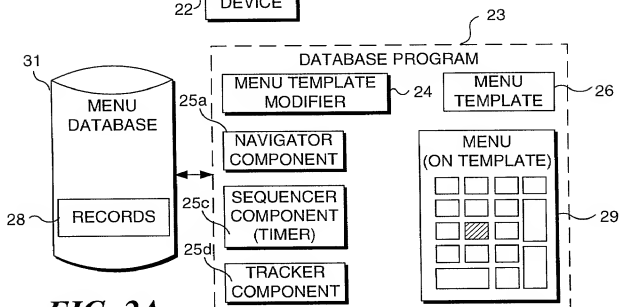 DEVICE
22
23
31
DATABASE PROGRAM
MENU TEMPLATE
MODIFIER
24
MENU
TEMPLATE
26
MENU
DATABASE
25a
NAVIGATOR
COMPONENT
MENU
(ON TEMPLATE)
28
RECORDS
25c
SEQUENCER
COMPONENT
(TIMER)
29
25d
TRACKER
COMPONENT
FIG. 2A